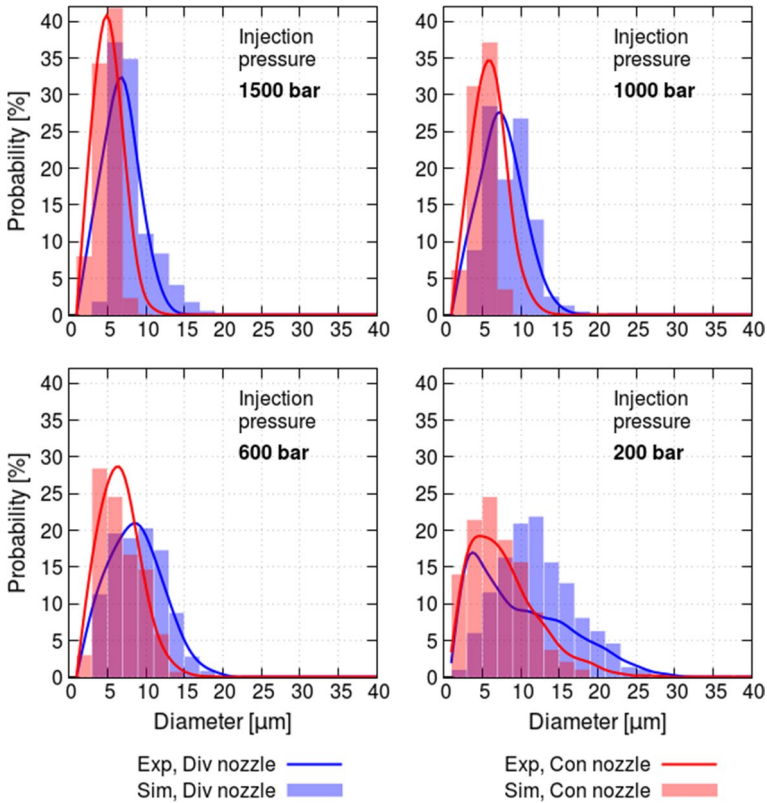 Probability [%]
40
35
30
25
20
15
10
5
0
Injection
pressure
1500 bar
0 5 10 15 20 25 30 35 40
40
35
30
25
20
15
10
5
0
Injection
pressure
1000 bar
0 5 10 15 20 25 30 35 40
Probability [%]
40
35
30
25
20
15
10
5
0
Injection
pressure
600 bar
0 5 10 15 20 25 30 35 40
Diameter [µm]
40
35
30
25
20
15
10
5
0
Injection
pressure
200 bar
0 5 10 15 20 25 30 35 40
Diameter [µm]
Exp, Div nozzle
Sim, Div nozzle
Exp, Con nozzle
Sim, Con nozzle